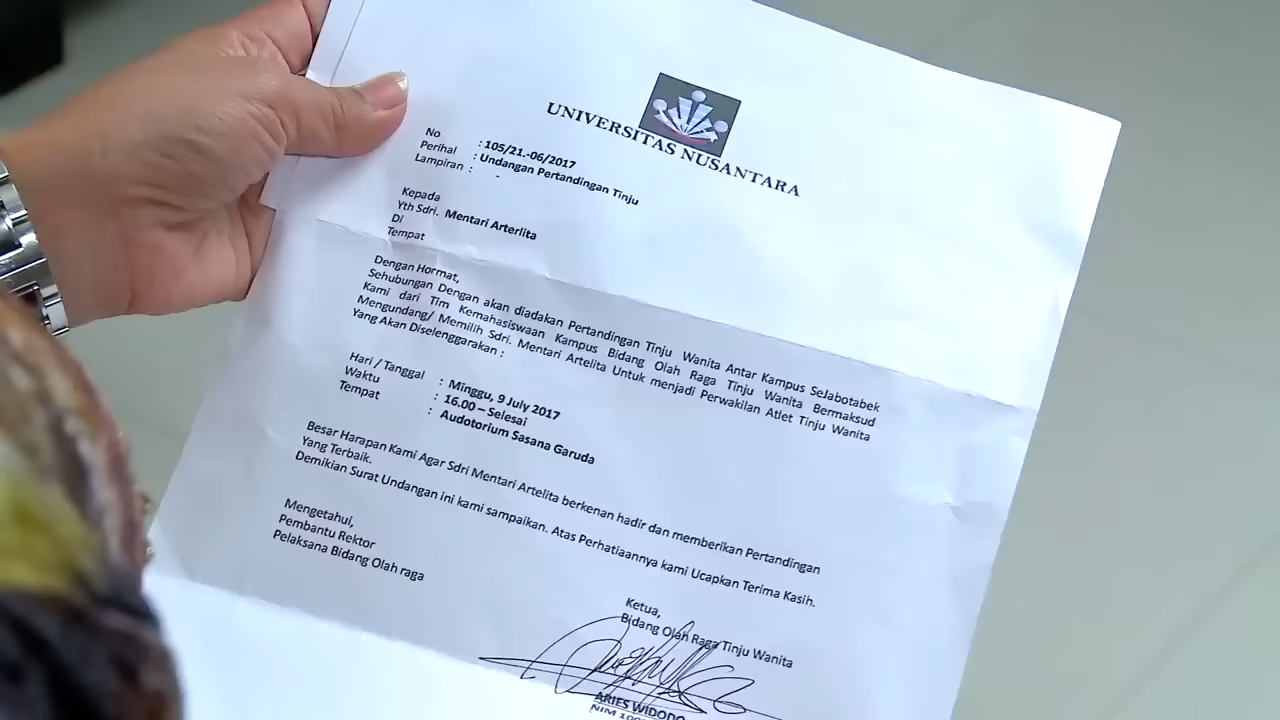 UNIVERSITAS NUSANTARA
No : 105/21.-06/2017
Perihal : Undangan Pertandingan Tinju
Lampiran : -
Kepada
Yth Sdri. Mentari Arterlita
Di
Tempat
Dengan Hormat,
Sehubungan Dengan akan diadakan Pertandingan Tinju Wanita Antar Kampus SeJabotabek
Kami dari Tim Kemahasiswaan Kampus Bidang Olah Raga Tinju Wanita Bermaksud
Mengundang/ Memilih Sdri. Mentari Artelita Untuk menjadi Perwakilan Atlet Tinju Wanita
Yang Akan Diselenggarakan :
Hari / Tanggal : Minggu, 9 July 2017
Waktu : 16.00 – Selesai
Tempat : Audotorium Sasana Garuda
Besar Harapan Kami Agar Sdri Mentari Artelita berkenan hadir dan memberikan Pertandingan
Yang Terbaik.
Demikian Surat Undangan ini kami sampaikan. Atas Perhatiaannya kami Ucapkan Terima Kasih.
Mengetahui,
Pembantu Rektor
Pelaksana Bidang Olah raga
Ketua,
Bidang Olah Raga Tinju Wanita
ARIES WIDODO
NIM